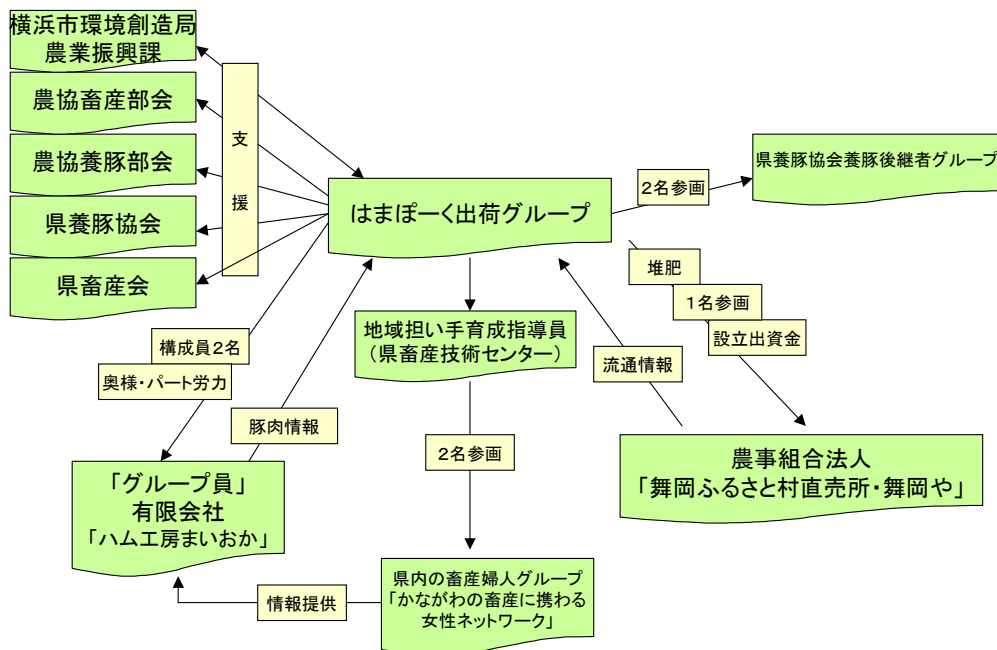 横浜市環境創造局
農業振興課
農協畜産部会
農協養豚部会
県養豚協会
県畜産会
支
援
はまぽーく出荷グループ
2名参画
県養豚協会養豚後継者グループ
堆肥
1名参画
設立出資金
地域担い手育成指導員
（県畜産技術センター）
流通情報
構成員2名
奥様・パート労力
豚肉情報
2名参画
農事組合法人
「舞岡ふるさと村直売所・舞岡や」
「グループ員」
有限会社
「ハム工房まいおか」
情報提供
県内の畜産婦人グループ
「かながわの畜産に携わる
女性ネットワーク」